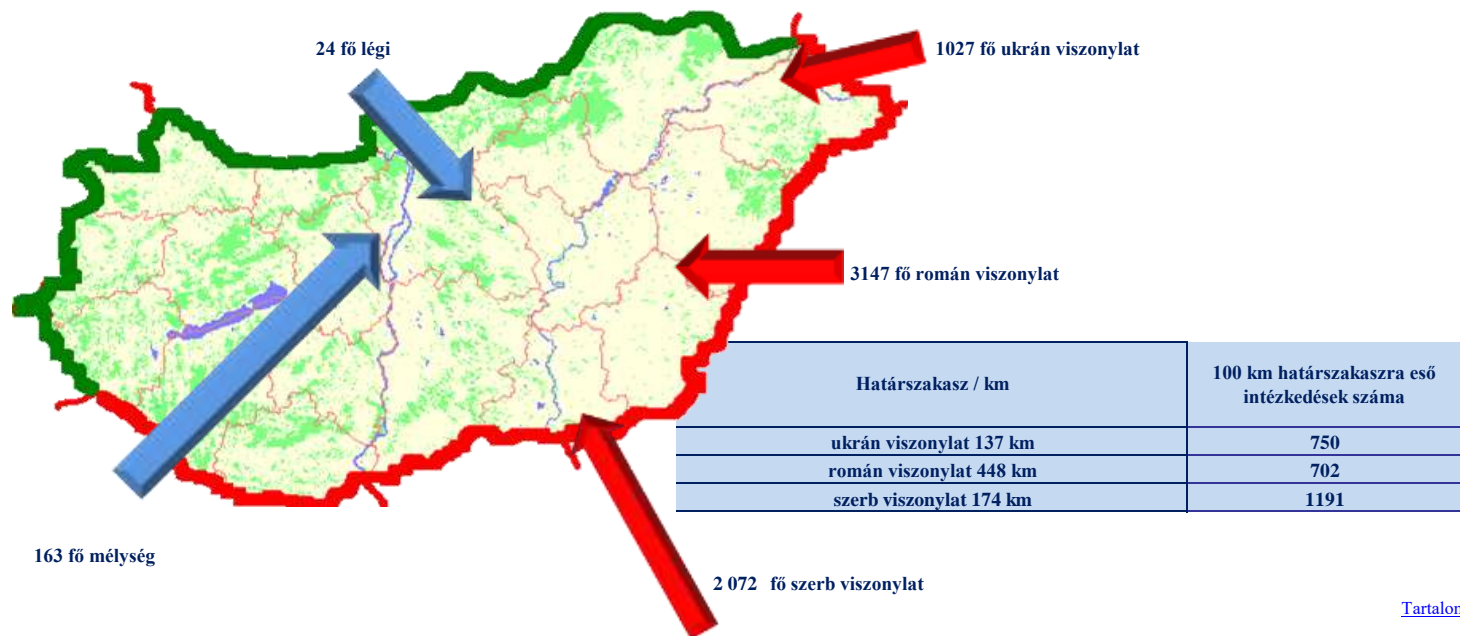 24 fő légi
1027 fő ukrán viszonylat
3147 fő román viszonylat
Határszakasz / km
100 km határszakaszra eső
intézkedések száma
ukrán viszonylat 137 km
750
román viszonylat 448 km
702
szerb viszonylat 174 km
1191
163 fő mélység
2 072 fő szerb viszonylat
Tartalon